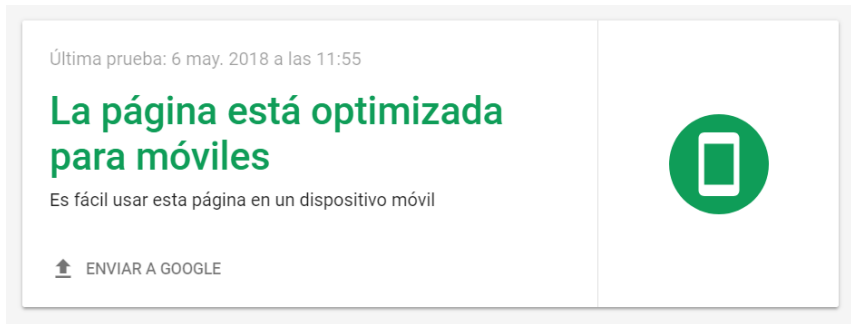 Última prueba: 6 may. 2018 a las 11:55
La página está optimizada
para móviles
Es fácil usar esta página en un dispositivo móvil
ENVIAR A GOOGLE